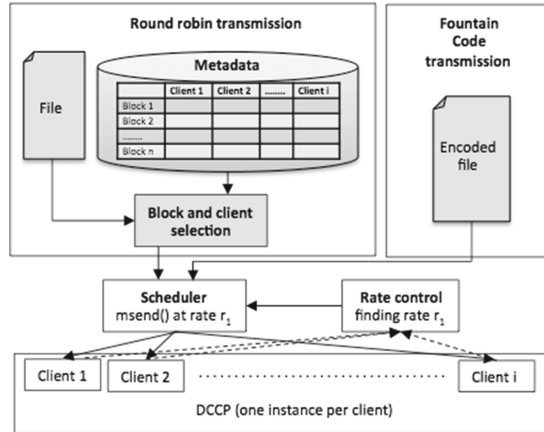 Round robin transmission
Fountain
Code
transmission
Metadata
File
Client 1 Client 2 ........ Client i
Block 1
Block 2
........
Block n
Encoded
file
Block and client
selection
Scheduler
msend() at rate r1
Rate control
finding rate r1
Client 1 Client 2 Client i
DCCP (one instance per client)